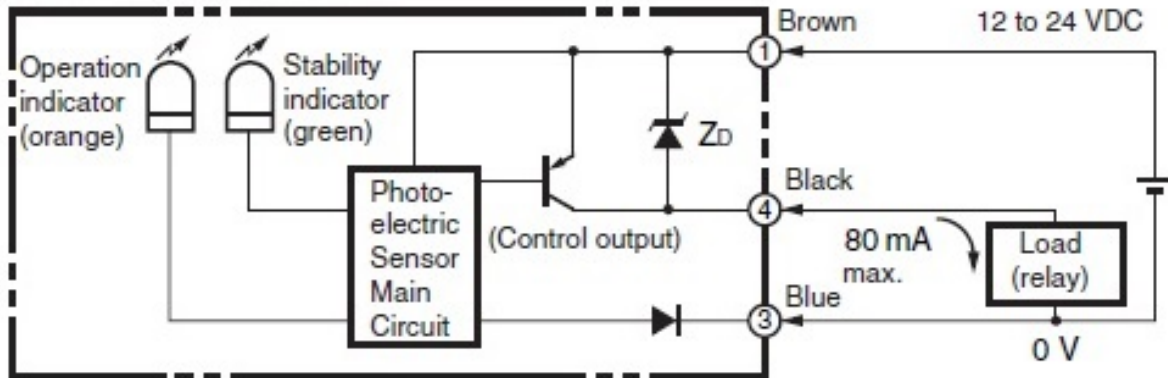 Brown
12 to 24 VDC
1
Operation
indicator
(orange)
Stability
indicator
(green)
ZD
Black
4
Photo-
electric
Sensor
Main
Circuit
(Control output)
80 mA
max.
Load
(relay)
Blue
3
0 V